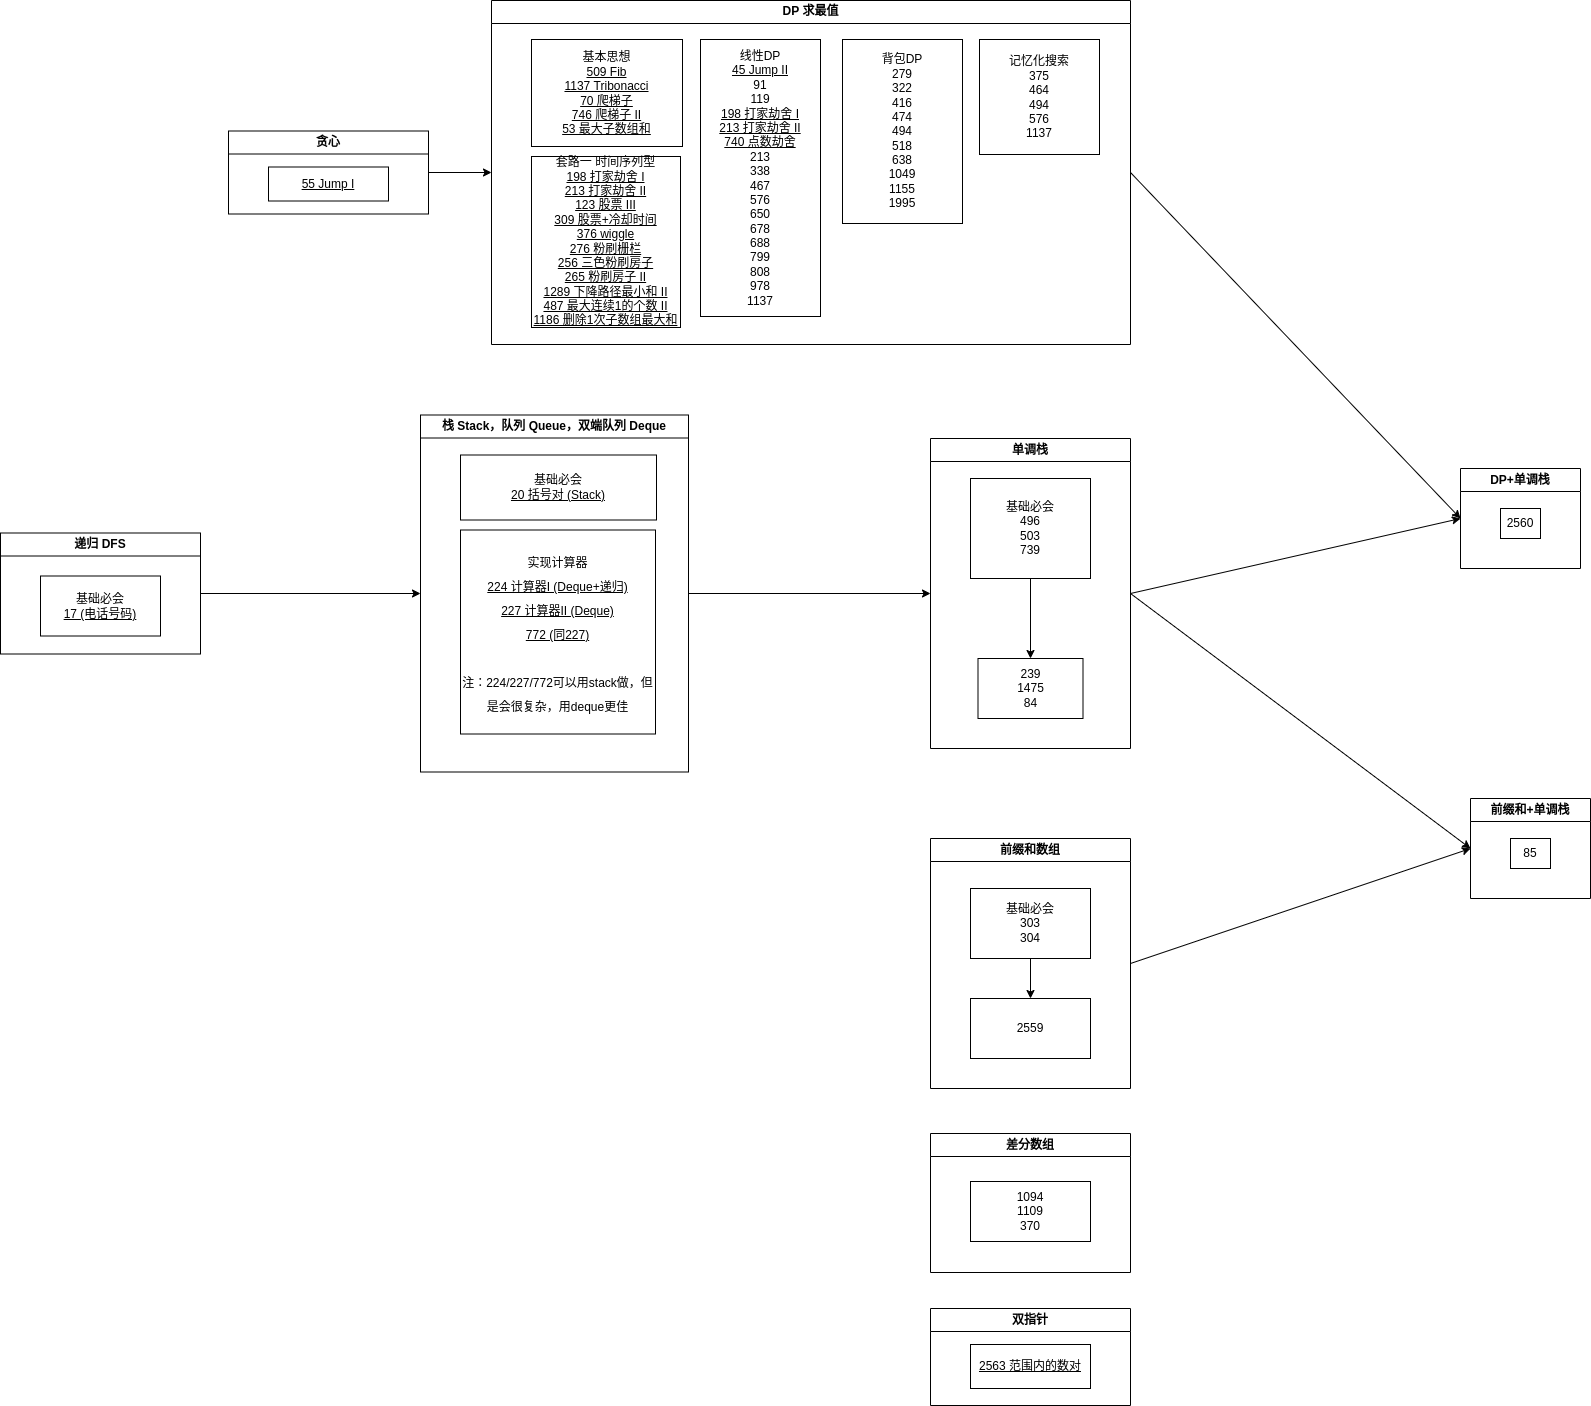 DP 求最值
基本思想
509 Fib
1137 Tribonacci
70 爬梯子
746 爬梯子 II
53 最大子数组和
套路一 时间序列型
198 打家劫舍 I
213 打家劫舍 II
123 股票 III
309 股票+冷却时间
376 wiggle
276 粉刷栅栏
256 三色粉刷房子
265 粉刷房子 II
1289 下降路径最小和 II
487 最大连续1的个数 II
1186 删除1次子数组最大和
线性DP
45 Jump II
91
119
198 打家劫舍 I
213 打家劫舍 II
740 点数劫舍
213
338
467
576
650
678
688
799
808
978
1137
背包DP
279
322
416
474
494
518
638
1049
1155
1995
记忆化搜索
375
464
494
576
1137
贪心
55 Jump I
栈 Stack，队列 Queue，双端队列 Deque
基础必会
20 括号对 (Stack)
实现计算器
224 计算器I (Deque+递归)
227 计算器II (Deque)
772 (同227)
注：224/227/772可以用stack做，但
是会很复杂，用deque更佳
递归 DFS
基础必会
17 (电话号码)
单调栈
基础必会
496
503
739
239
1475
84
DP+单调栈
2560
前缀和+单调栈
85
前缀和数组
基础必会
303
304
2559
差分数组
1094
1109
370
双指针
2563 范围内的数对